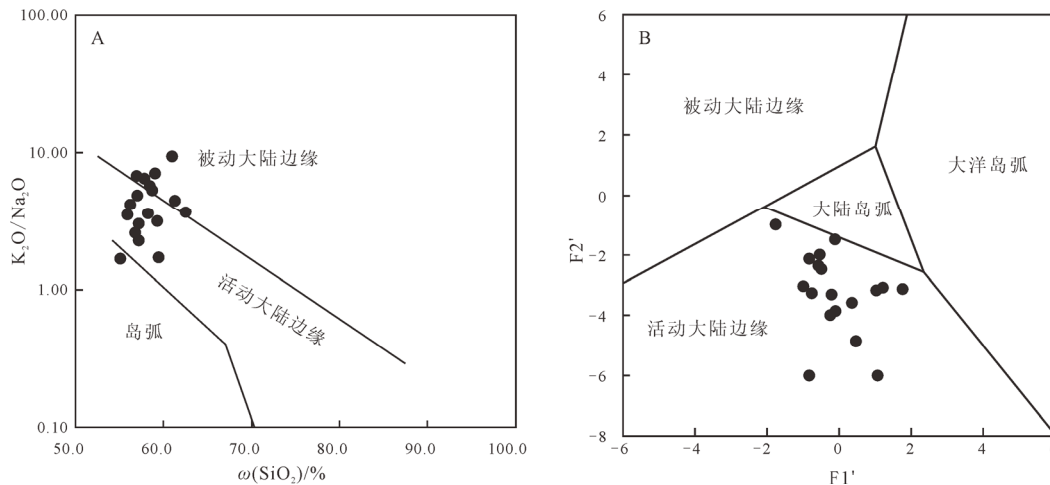 A
100.00
10.00
1.00
0.10
K₂O/Na₂O
被动大陆边缘
活动大陆边缘
岛弧
50.0 60.0 70.0 80.0 90.0 100.0
ω(SiO₂)/%
B
6
4
2
0
−2
−4
−6
−8
F2'
被动大陆边缘
大洋岛弧
大陆岛弧
活动大陆边缘
−6 −4 −2 0 2 4 6
F1'